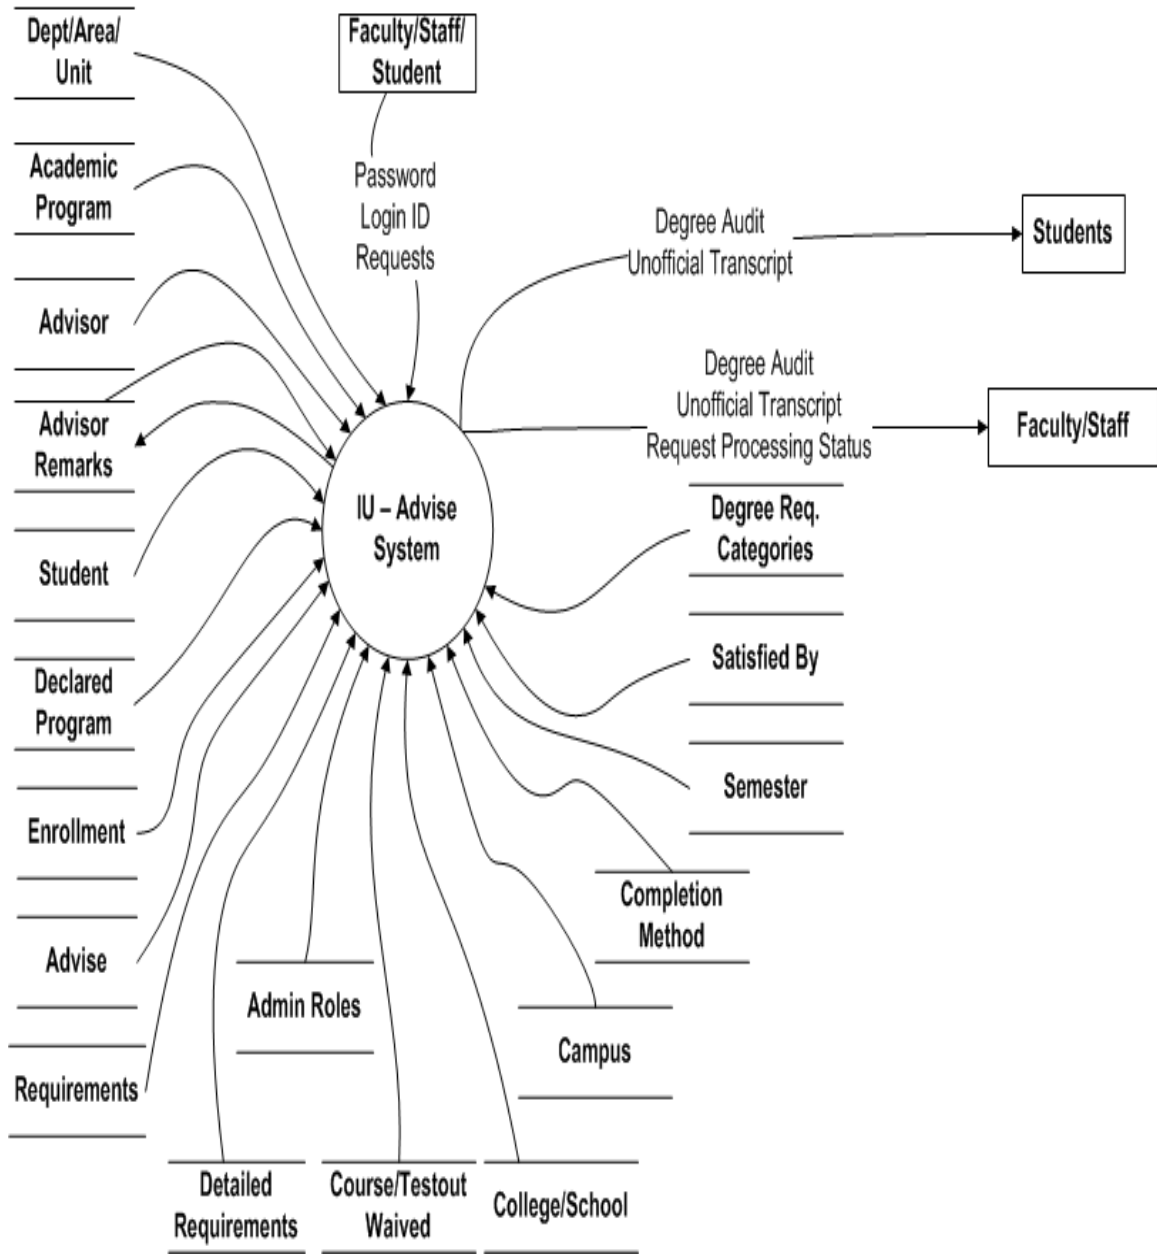 Dept/Area/
Unit
Faculty/Staff/
Student
Academic
Program
Password
Login ID
Requests
Degree Audit
Unofficial Transcript
Students
Advisor
Degree Audit
Unofficial Transcript
Request Processing Status
Faculty/Staff
Advisor
Remarks
IU – Advise
System
Degree Req.
Categories
Student
Satisfied By
Declared
Program
Semester
Enrollment
Completion
Method
Advise
Admin Roles
Campus
Requirements
Detailed
Requirements
Course/Testout
Waived
College/School